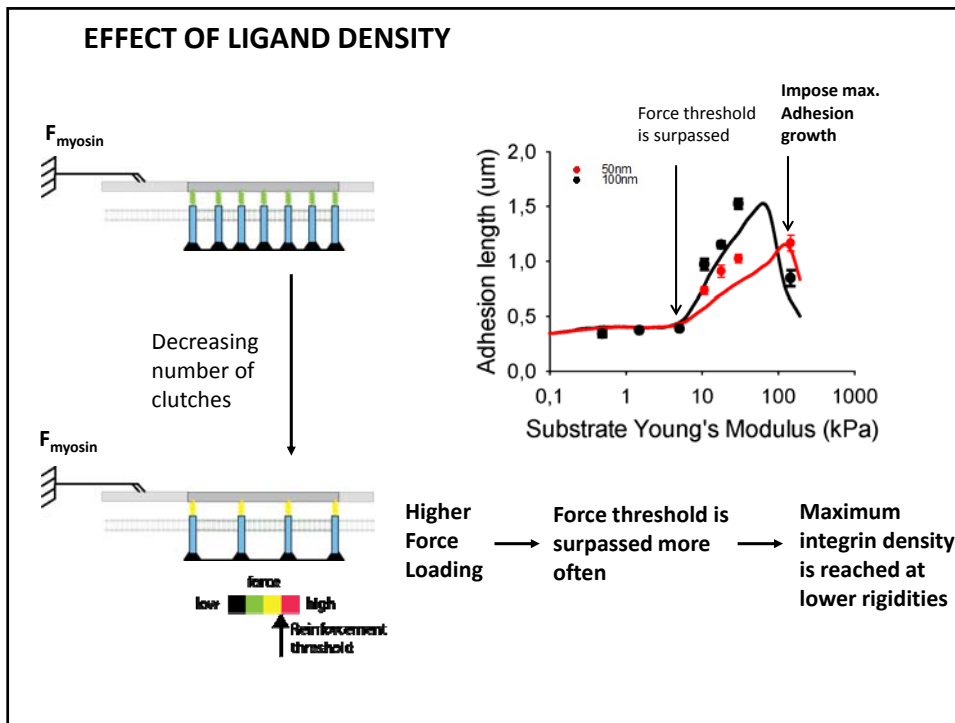 EFFECT OF LIGAND DENSITY
F myosin
Decreasing
number of
clutches
F myosin
force
low
high
Reinforcement
threshold
Force threshold
is surpassed
Impose max.
Adhesion
growth
50nm
100nm
Adhesion length (um)
2,0
1,5
1,0
0,5
0,0
0,1
1
10
100
1000
Substrate Young's Modulus (kPa)
Higher
Force
Loading
Force threshold is
surpassed more
often
Maximum
integrin density
is reached at
lower rigidities